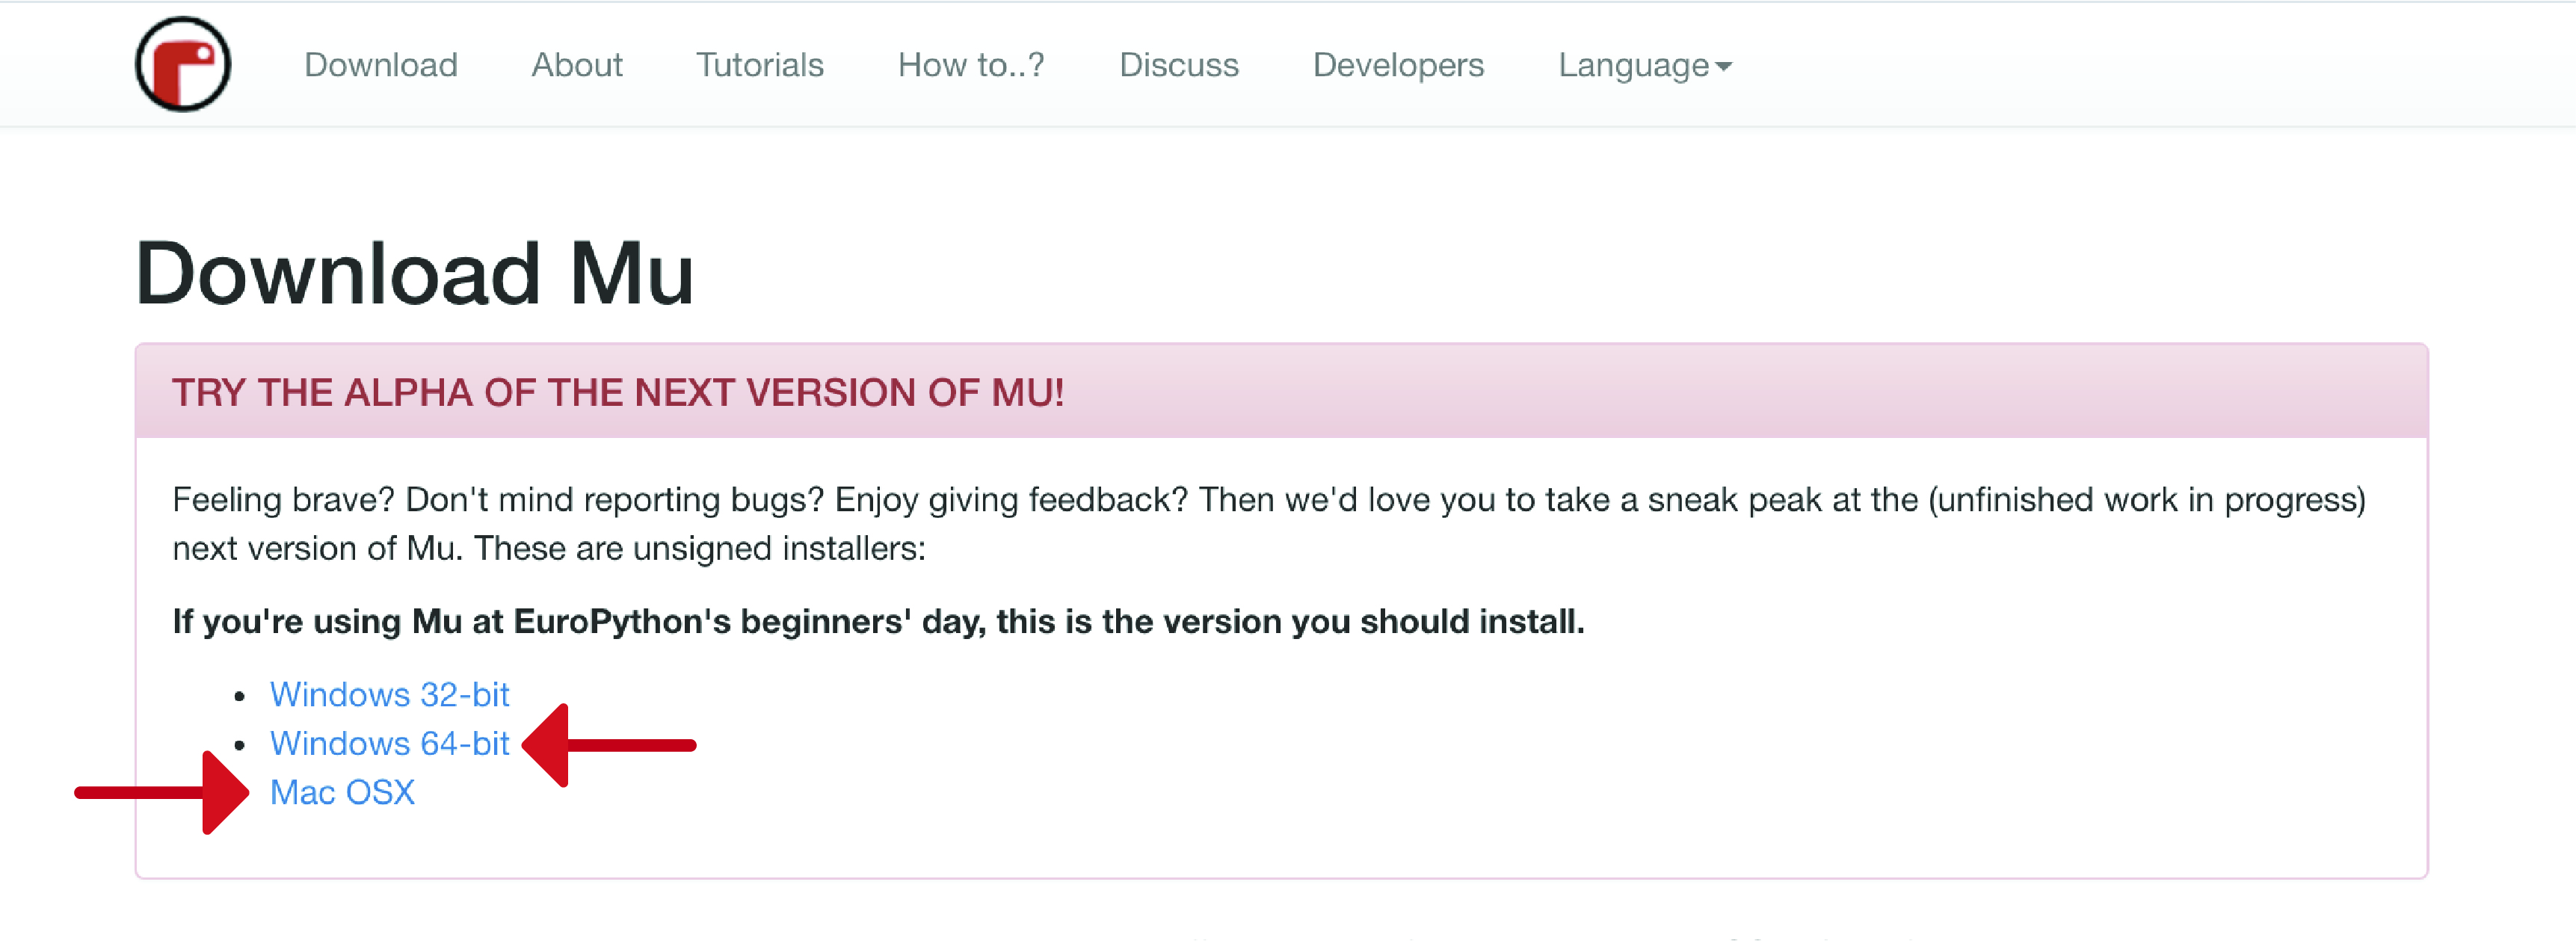 Download About Tutorials How to..? Discuss Developers Language
Download Mu
TRY THE ALPHA OF THE NEXT VERSION OF MU!
Feeling brave? Don't mind reporting bugs? Enjoy giving feedback? Then we'd love you to take a sneak peak at the (unfinished work in progress)
next version of Mu. These are unsigned installers:
If you're using Mu at EuroPython's beginners' day, this is the version you should install.
• Windows 32-bit
• Windows 64-bit
Mac OSX